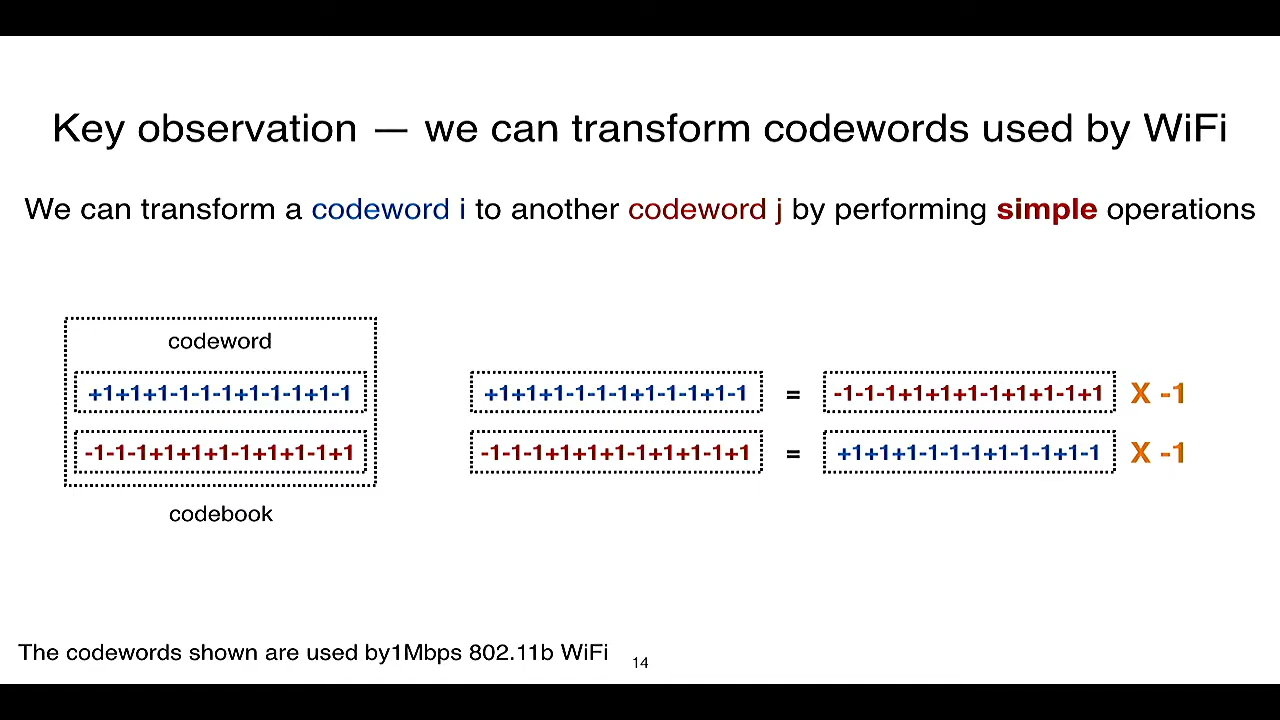 Key observation — we can transform codewords used by WiFi
We can transform a codeword i to another codeword j by performing simple operations
codeword
+1+1+1-1-1-1+1-1-1+1-1
-1-1-1+1+1+1-1+1+1-1+1
codebook
+1+1+1-1-1-1+1-1-1+1-1 = -1-1-1+1+1+1-1+1+1-1+1 X -1
-1-1-1+1+1+1-1+1+1-1+1 = +1+1+1-1-1-1+1-1-1+1-1 X -1
The codewords shown are used by1Mbps 802.11b WiFi
14